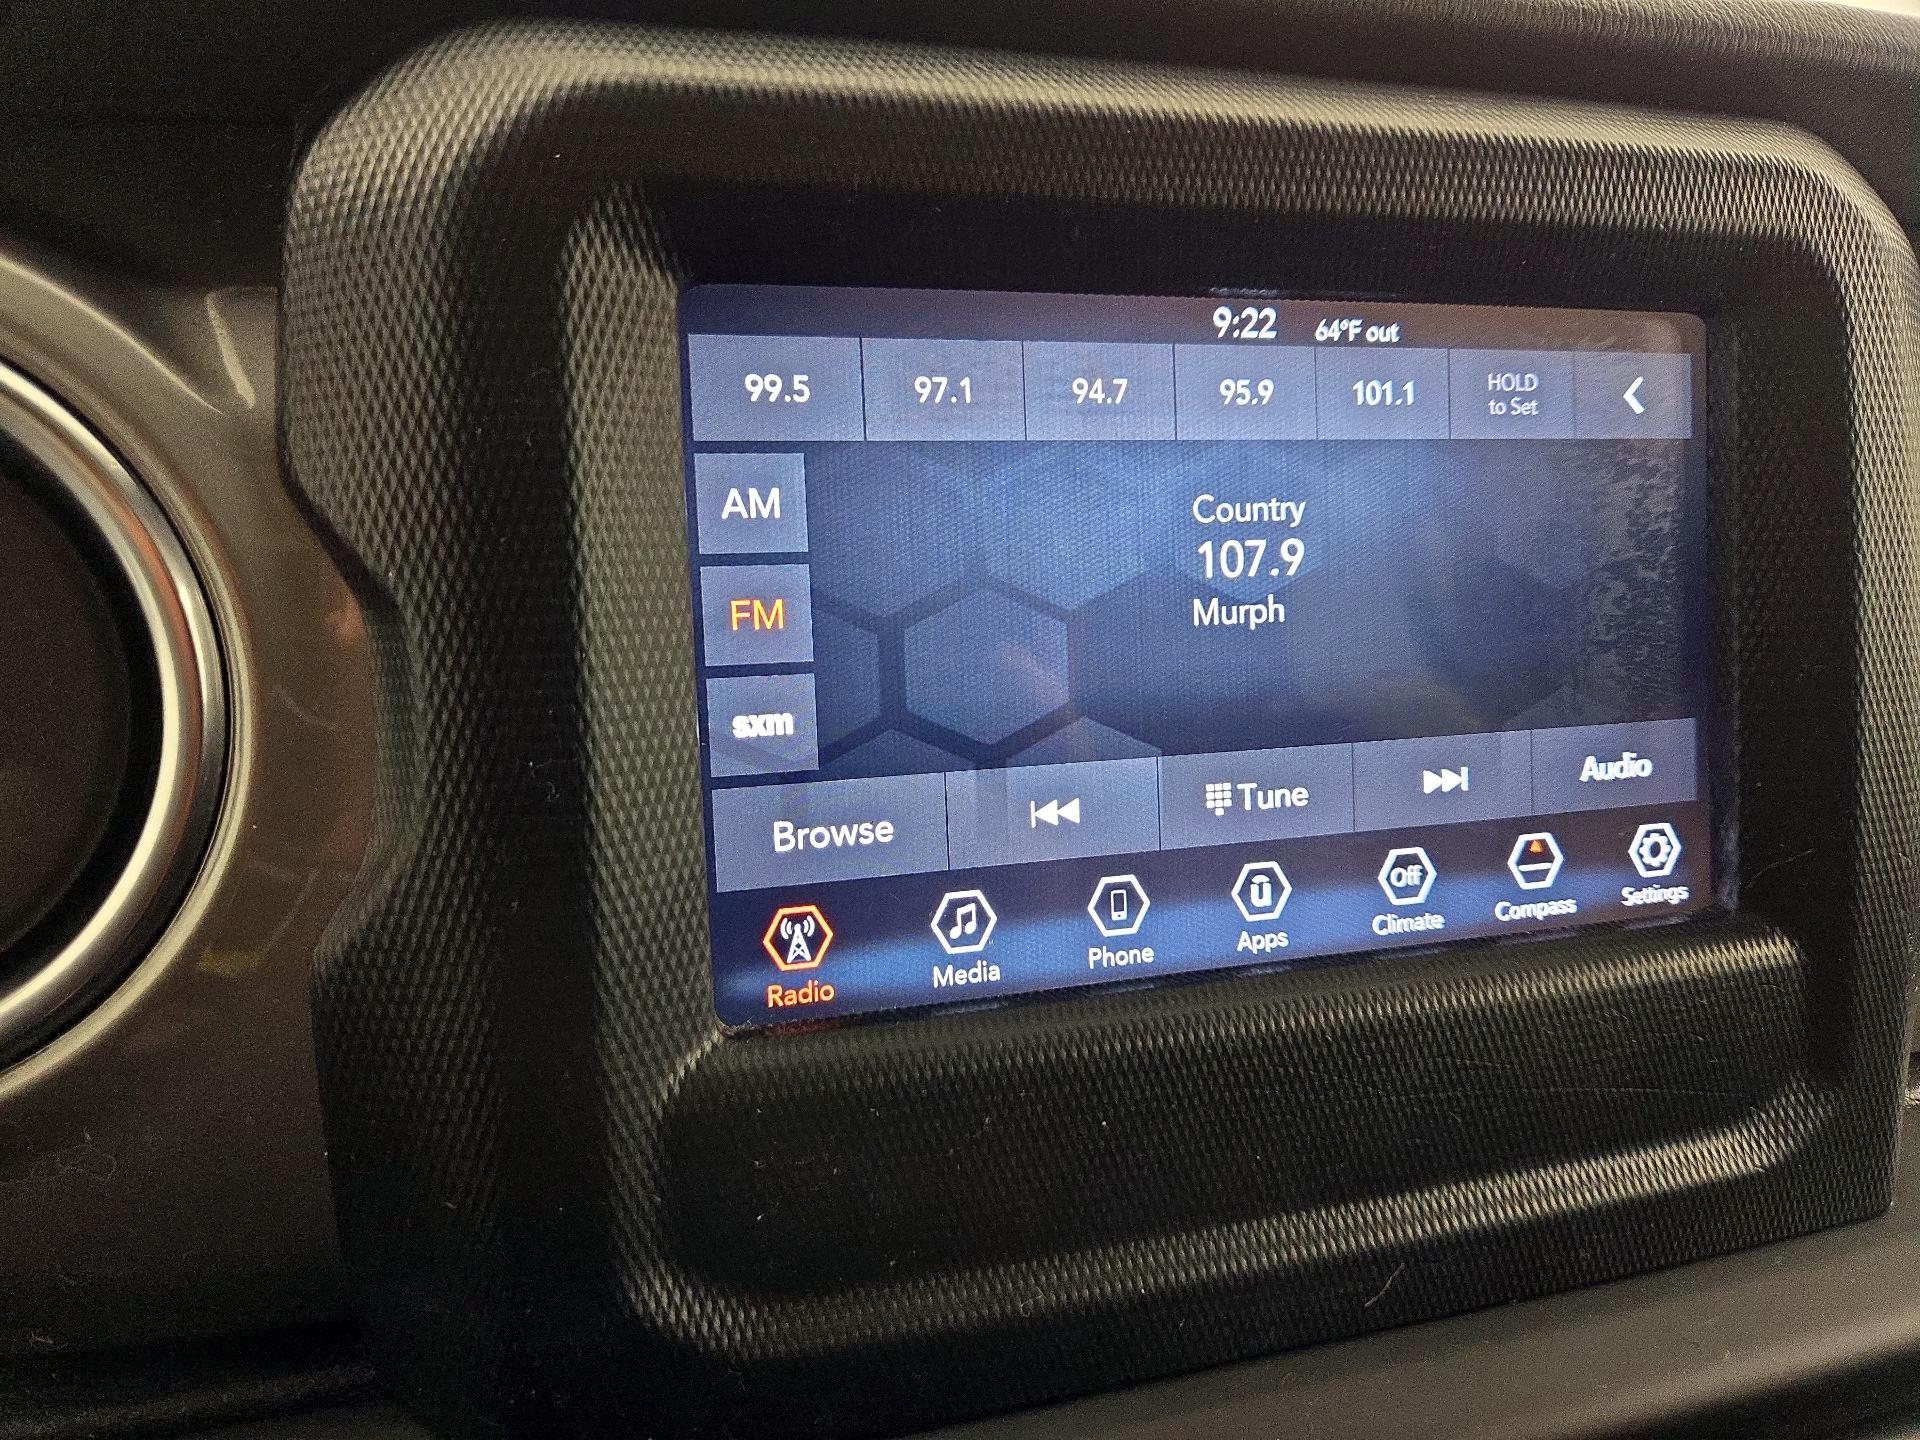 9:22 64°F out
99.5 97.1 94.7 95.9 101.1 HOLD
to Set
AM
Country
107.9
FM
Murph
sxm
Browse Tune Audio
Radio Media Phone Apps Off Climate Compass Settings